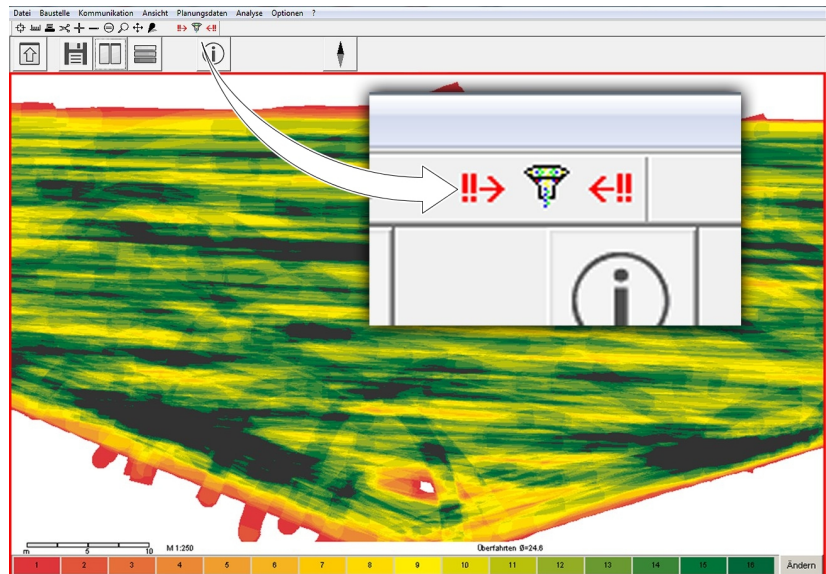 Datei Baustelle Kommunikation Ansicht Planungsdaten Analyse Optionen ?
!!→ ←!!
i
!!→ ←!!
i
m 5 10 M 1:250 Überfahrten Ø=24.6
1 2 3 4 5 6 7 8 9 10 11 12 13 14 15 16 Ändern